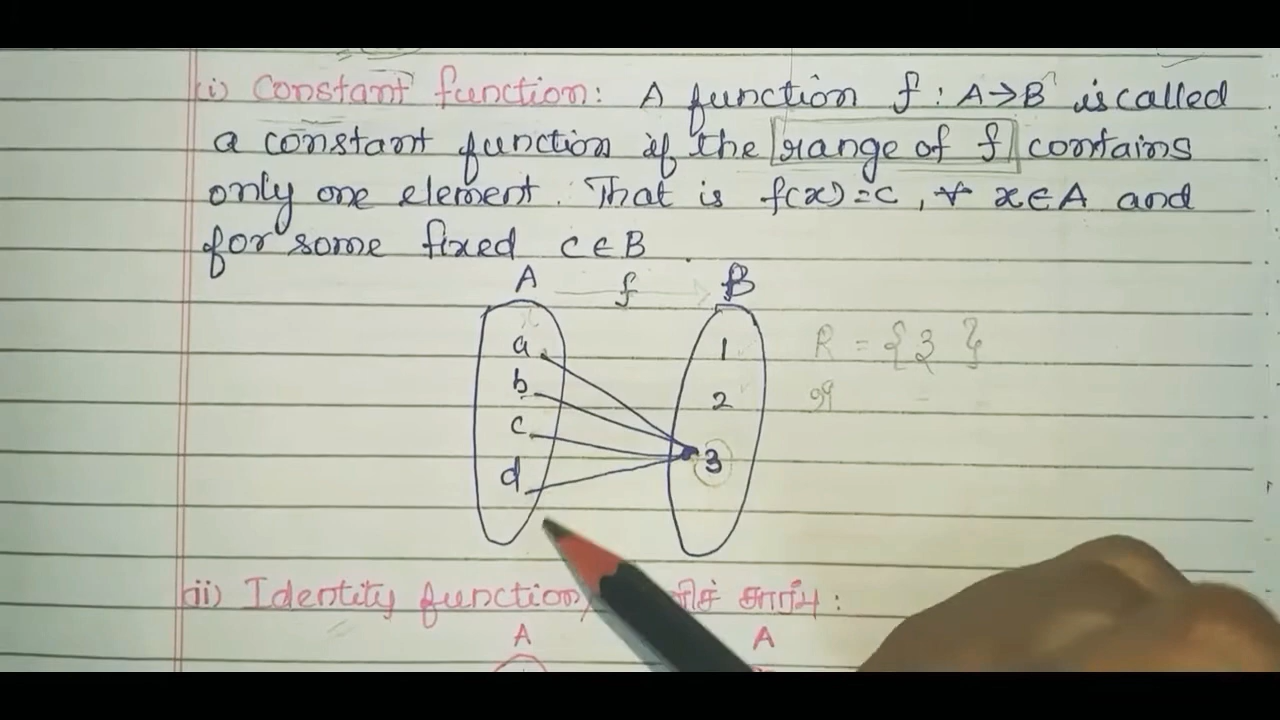 (i) Constant function: A function f : A→B is called
a constant function if the range of f contains
only one element. That is f(x)=c, ∀ x∈A and
for some fixed c∈B.
A f B
a 1 R = {3 }
b 2
c
d 3
(ii) Identity function / சார்பு :
A A